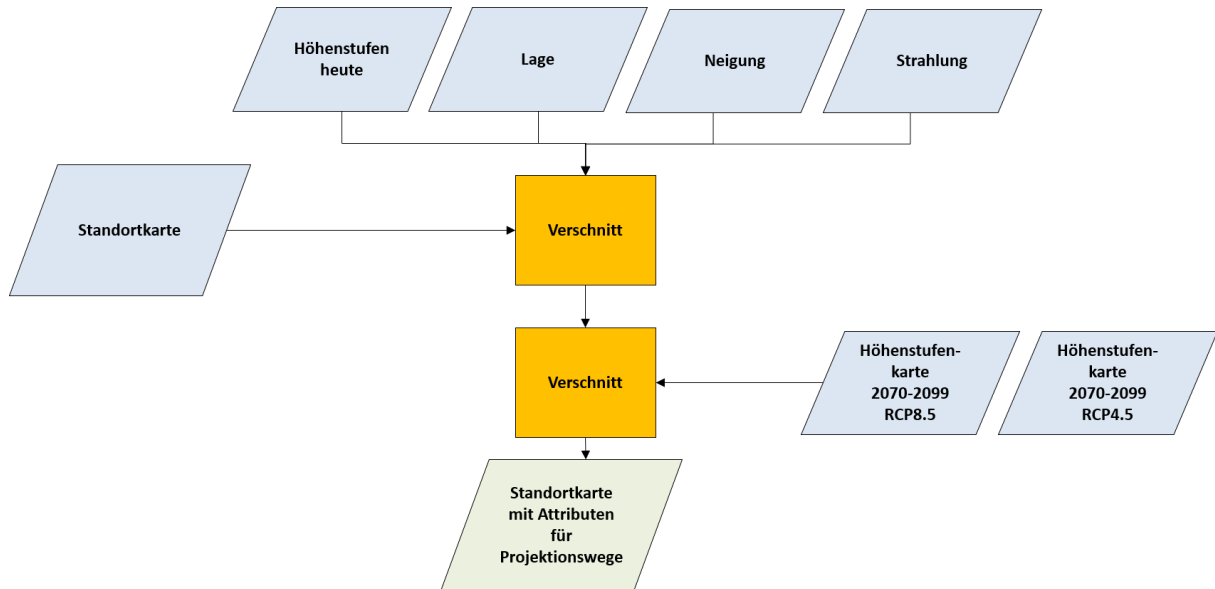 Höhenstufen
heute
Lage
Neigung
Strahlung
Standortkarte
Verschnitt
Verschnitt
Höhenstufen-
karte
2070-2099
RCP8.5
Höhenstufen-
karte
2070-2099
RCP4.5
Standortkarte
mit Attributen
für
Projektionswege